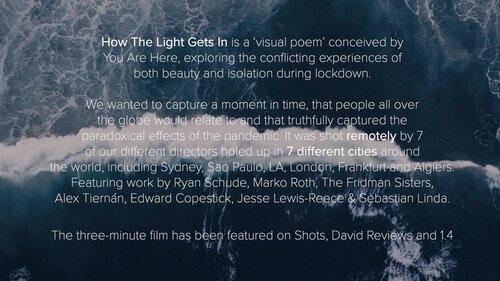 How The Light Gets In is a ‘visual poem’ conceived by
You Are Here, exploring the conflicting experiences of
both beauty and isolation during lockdown.
We wanted to capture a moment in time, that people all over
the globe would relate to and that truthfully captured the
paradoxical effects of the pandemic. It was shot remotely by 7
of our different directors holed up in 7 different cities around
the world, including Sydney, Sao Paulo, LA, London, Frankfurt and Algiers.
Featuring work by Ryan Schude, Marko Roth, The Fridman Sisters,
Alex Tiernán, Edward Copestick, Jesse Lewis-Reece & Sebastian Linda.
The three-minute film has been featured on Shots, David Reviews and 1.4